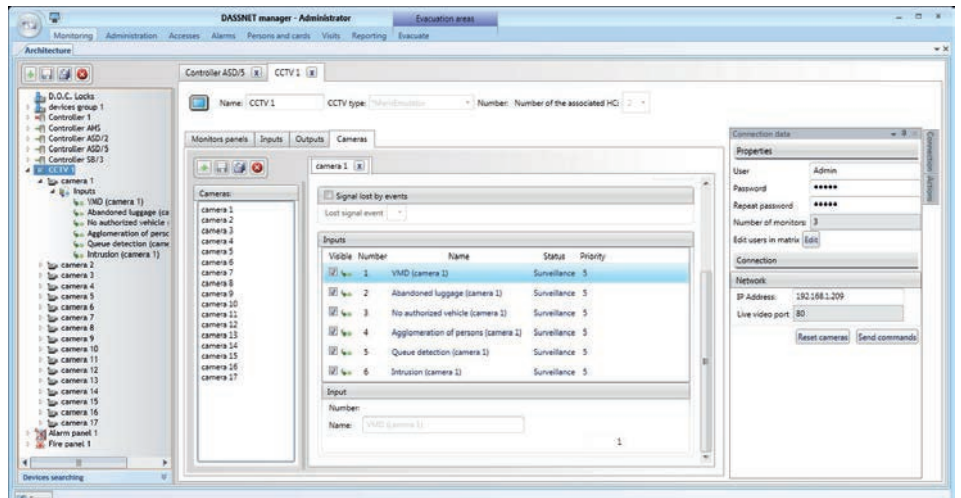 DASSNET manager - Administrator
Evacuation areas
Monitoring Administration Accesses Alarms Persons and cards Visits Reporting Evacuate
Architecture
D.O.C. Locks
devices group 1
Controller 1
Controller AMS
Controller ASD/2
Controller ASD/5
Controller SB/3
CCTV 1
camera 1
Inputs
VMD (camera 1)
Abandoned luggage (ca
No authorized vehicle
Agglomeration of persc
Queue detection (came
Intrusion (camera 1)
camera 2
camera 3
camera 4
camera 5
camera 6
camera 7
camera 8
camera 9
camera 10
camera 11
camera 12
camera 13
camera 14
camera 15
camera 16
camera 17
Alarm panel 1
Fire panel 1
Devices searching
Controller ASD/5 x CCTV 1 x
Name: CCTV 1 CCTV type: Number: Number of the associated HC: 2
Monitors panels Inputs Outputs Cameras
Cameras:
camera 1
camera 2
camera 3
camera 4
camera 5
camera 6
camera 7
camera 8
camera 9
camera 10
camera 11
camera 12
camera 13
camera 14
camera 15
camera 16
camera 17
camera 1 x
Signal lost by events
Lost signal event
Inputs
Visible Number Name Status Priority
1 VMD (camera 1) Surveillance 5
2 Abandoned luggage (camera 1) Surveillance 5
3 No authorized vehicle (camera 1) Surveillance 5
4 Agglomeration of persons (camera 1) Surveillance 5
5 Queue detection (camera 1) Surveillance 5
6 Intrusion (camera 1) Surveillance 5
Input
Number:
Name: VMD (camera 1)
1
Connection data
Properties
User Admin
Password •••••
Repeat password •••••
Number of monitors: 3
Edit users in matrix Edit
Connection
Network
IP Address: 192.168.1.209
Live video port 80
Reset cameras Send commands
Connection Actions